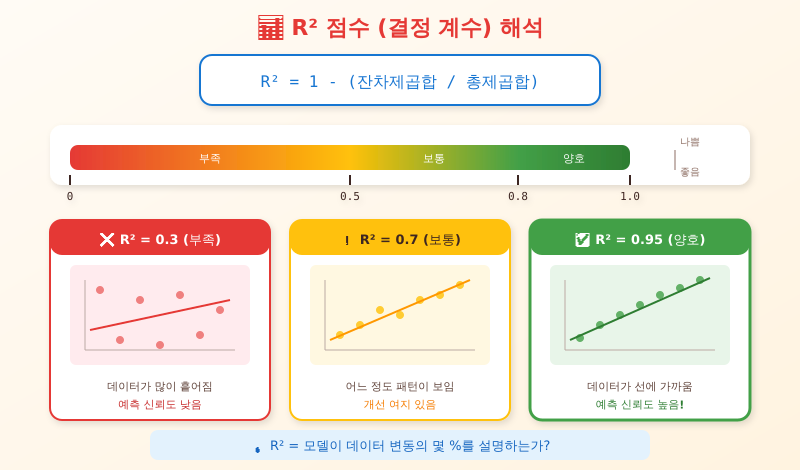 R² 점수 (결정 계수) 해석
R² = 1 - (잔차제곱합 / 총제곱합)
부족 보통 양호
나쁨
좋음
0 0.5 0.8 1.0
❌ R² = 0.3 (부족)
데이터가 많이 흩어짐
예측 신뢰도 낮음
! R² = 0.7 (보통)
어느 정도 패턴이 보임
개선 여지 있음
✅ R² = 0.95 (양호)
데이터가 선에 가까움
예측 신뢰도 높음!
R² = 모델이 데이터 변동의 몇 %를 설명하는가?